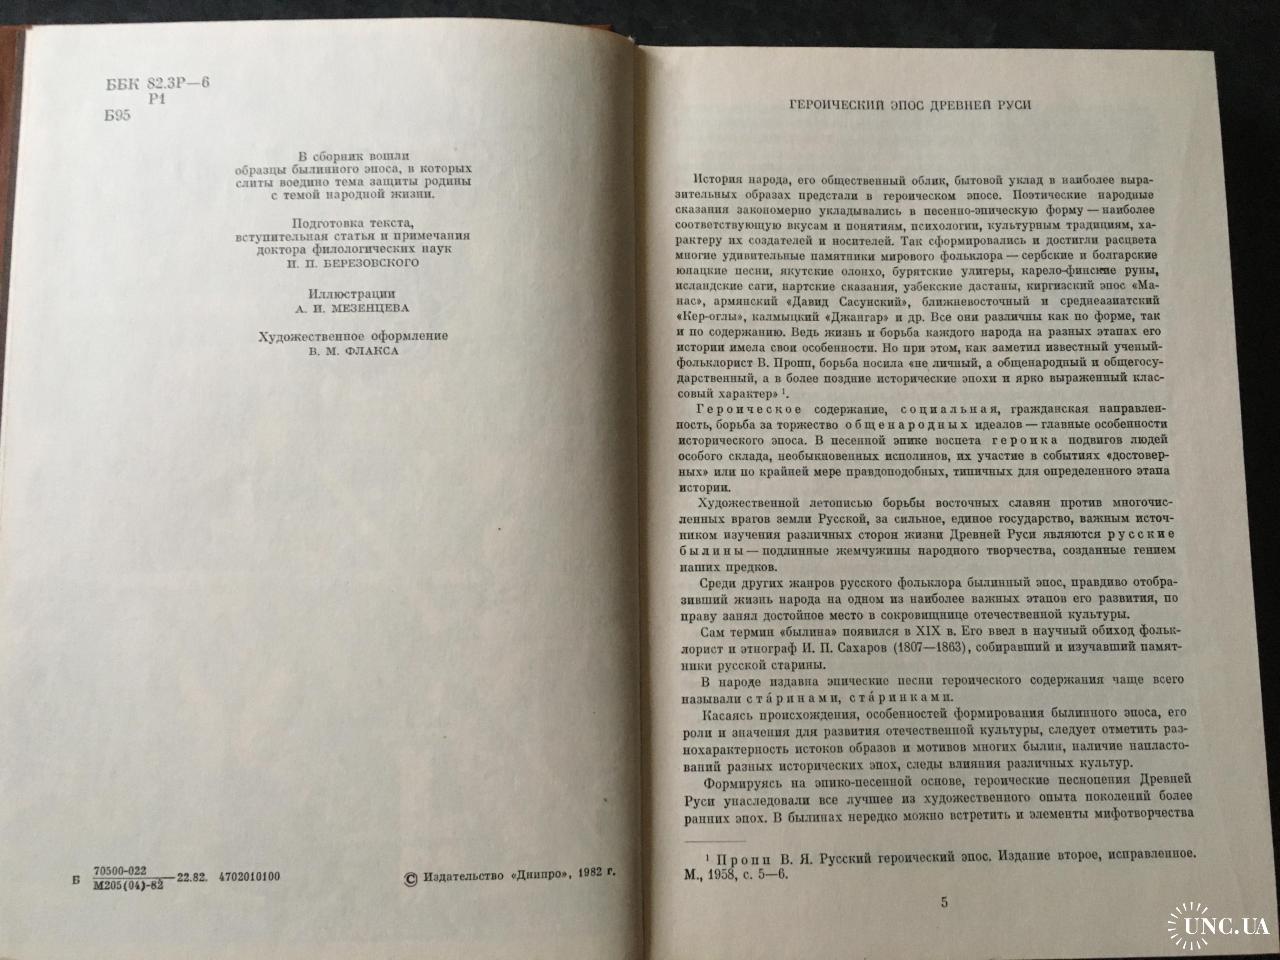 ББК 82.3Р—6
Р1
Б95
В сборник вошли
образцы былинного эпоса, в которых
слиты воедино тема защиты родины
с темой народной жизни.
Подготовка текста,
вступительная статья и примечания
доктора филологических наук
И. П. БЕРЕЗОВСКОГО
Иллюстрации
А. И. МЕЗЕНЦЕВА
Художественное оформление
В. М. ФЛАКСА
Б 70500-022
М205(04)-82 —22.82. 4702010100
© Издательство «Днипро», 1982 г.
ГЕРОИЧЕСКИЙ ЭПОС ДРЕВНЕЙ РУСИ
История народа, его общественный облик, бытовой уклад в наиболее выра-
зительных образах предстали в героическом эпосе. Поэтические народные
сказания закономерно укладывались в песенно-эпическую форму — наиболее
соответствующую вкусам и понятиям, психологии, культурным традициям, ха-
рактеру их создателей и носителей. Так сформировались и достигли расцвета
многие удивительные памятники мирового фольклора — сербские и болгарские
юнацкие песни, якутские олонхо, бурятские улигеры, карело-финские руны,
исландские саги, нартские сказания, узбекские дастаны, киргизский эпос «Ма-
нас», армянский «Давид Сасунский», ближневосточный и среднеазиатский
«Кер-оглы», калмыцкий «Джангар» и др. Все они различны как по форме, так
и по содержанию. Ведь жизнь и борьба каждого народа на разных этапах его
истории имела свои особенности. Но при этом, как заметил известный ученый-
фольклорист В. Пропп, борьба носила «не личный, а общенародный и общегосу-
дарственный, а в более поздние исторические эпохи и ярко выраженный клас-
совый характер» ¹.
Героическое содержание, социальная, гражданская направлен-
ность, борьба за торжество общенародных идеалов — главные особенности
исторического эпоса. В песенной эпике воспета героика подвигов людей
особого склада, необыкновенных исполинов, их участие в событиях «достовер-
ных» или по крайней мере правдоподобных, типичных для определенного этапа
истории.
Художественной летописью борьбы восточных славян против многочис-
ленных врагов земли Русской, за сильное, единое государство, важным источ-
ником изучения различных сторон жизни Древней Руси являются русские
былины — подлинные жемчужины народного творчества, созданные гением
наших предков.
Среди других жанров русского фольклора былинный эпос, правдиво отобра-
зивший жизнь народа на одном из наиболее важных этапов его развития, по
праву занял достойное место в сокровищнице отечественной культуры.
Сам термин «былина» появился в XIX в. Его ввел в научный обиход фольк-
лорист и этнограф И. П. Сахаров (1807—1863), собиравший и изучавший памят-
ники русской старины.
В народе издавна эпические песни героического содержания чаще всего
называли ста́ринами, ста́ринками.
Касаясь происхождения, особенностей формирования былинного эпоса, его
роли и значения для развития отечественной культуры, следует отметить раз-
нохарактерность истоков образов и мотивов многих былин, наличие напласто-
ваний разных исторических эпох, следы влияния различных культур.
Формируясь на эпико-песенной основе, героические песнопения Древней
Руси унаследовали все лучшее из художественного опыта поколений более
ранних эпох. В былинах нередко можно встретить и элементы мифотворчества
¹ Пропп В. Я. Русский героический эпос. Издание второе, исправленное.
М., 1958, с. 5—6.
5
UNC.UA